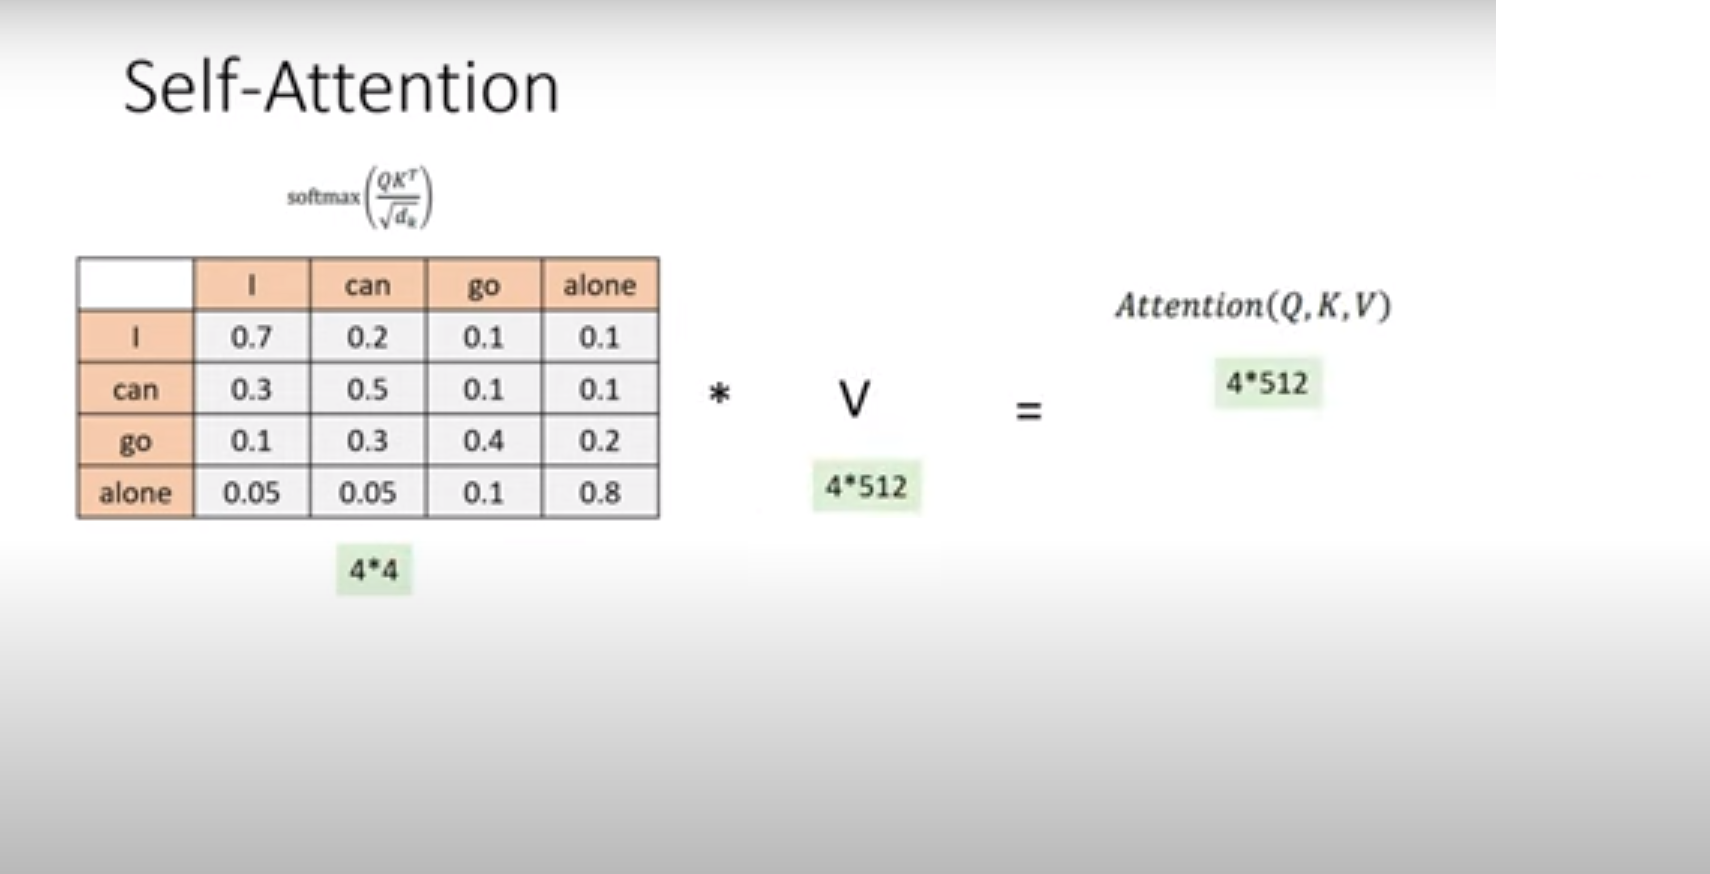 Self-Attention
softmax(QKᵀ/√dₖ)
I can go alone
I 0.7 0.2 0.1 0.1
can 0.3 0.5 0.1 0.1
go 0.1 0.3 0.4 0.2
alone 0.05 0.05 0.1 0.8
4*4
*
V
4*512
=
Attention(Q, K, V)
4*512